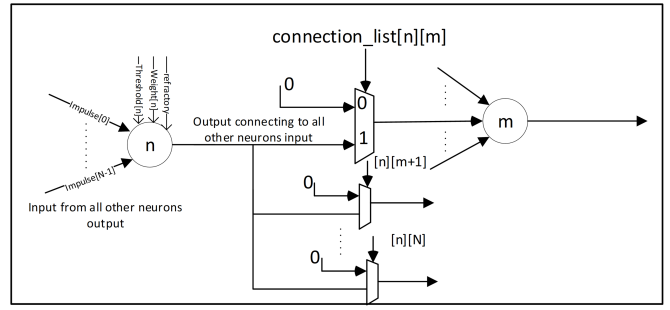 connection_list[n][m]
Threshold[n]
Weight[n]
refractory
0
0
Impulse[0]
Output connecting to all
other neurons input
n
1
m
[n][m+1]
Impulse[N-1]
0
Input from all other neurons
output
[n][N]
0